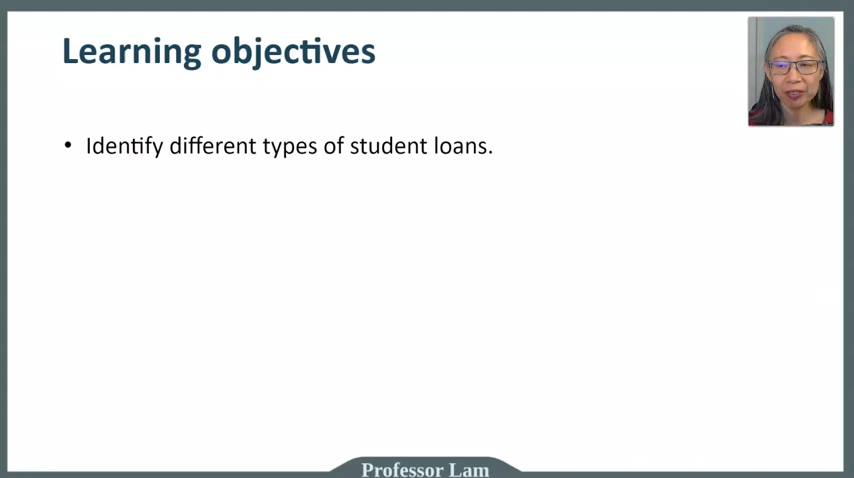 Learning objectives
• Identify different types of student loans.
Professor Lam